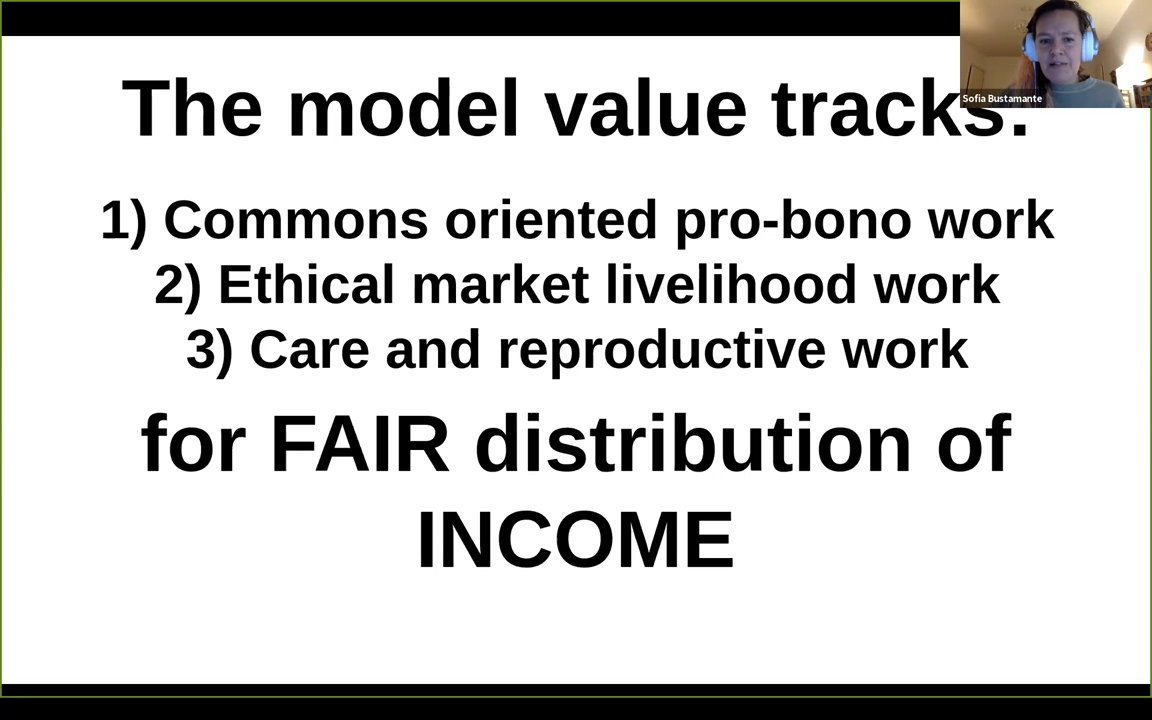 The model value tracks:
Sofia Bustamante
1) Commons oriented pro-bono work
2) Ethical market livelihood work
3) Care and reproductive work
for FAIR distribution of
INCOME